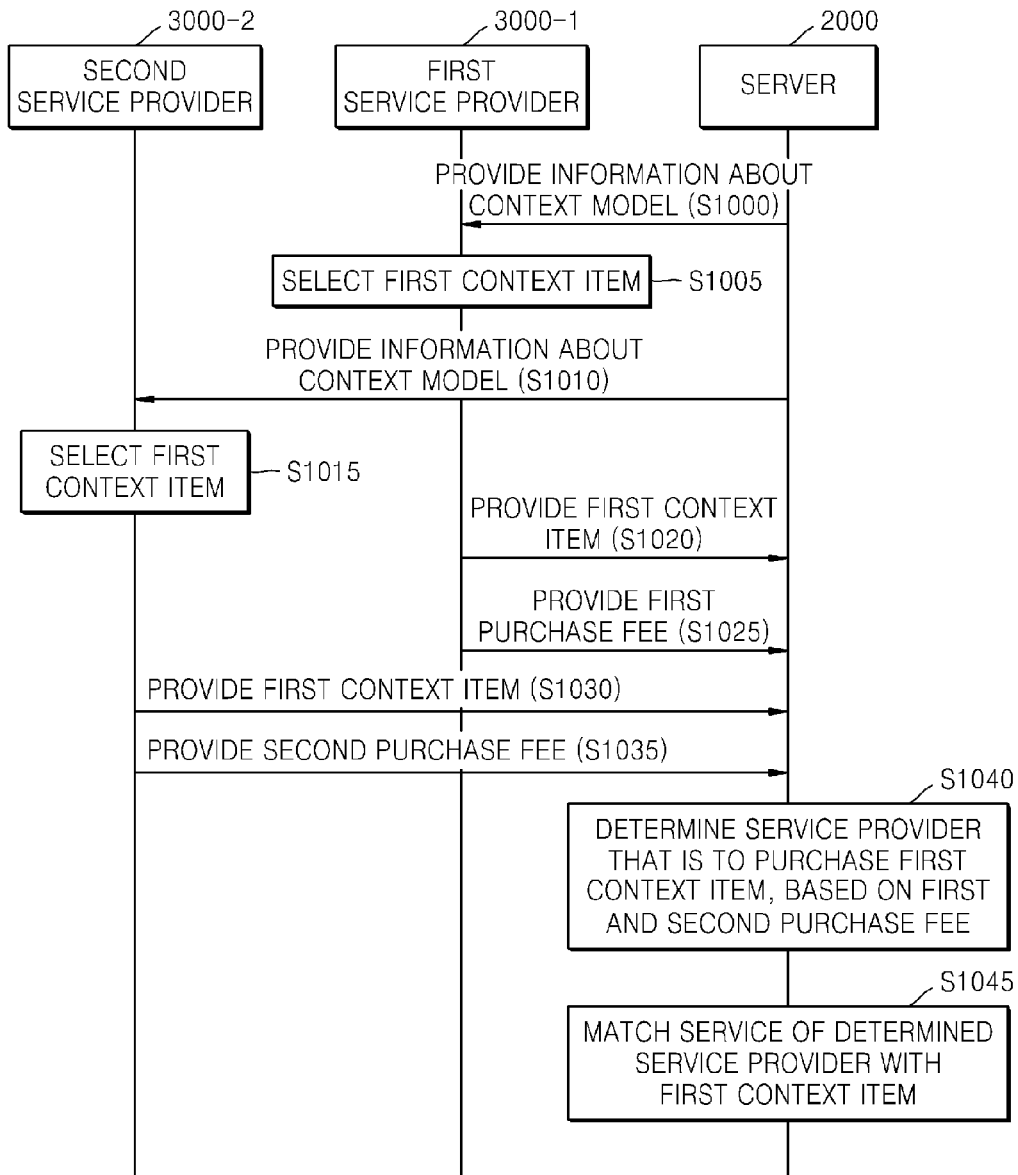 3000-2
3000-1
2000
SECOND
SERVICE PROVIDER
FIRST
SERVICE PROVIDER
SERVER
PROVIDE INFORMATION ABOUT
CONTEXT MODEL (S1000)
SELECT FIRST CONTEXT ITEM
S1005
PROVIDE INFORMATION ABOUT
CONTEXT MODEL (S1010)
SELECT FIRST
CONTEXT ITEM
S1015
PROVIDE FIRST CONTEXT
ITEM (S1020)
PROVIDE FIRST
PURCHASE FEE (S1025)
PROVIDE FIRST CONTEXT ITEM (S1030)
PROVIDE SECOND PURCHASE FEE (S1035)
S1040
DETERMINE SERVICE PROVIDER
THAT IS TO PURCHASE FIRST
CONTEXT ITEM, BASED ON FIRST
AND SECOND PURCHASE FEE
S1045
MATCH SERVICE OF DETERMINED
SERVICE PROVIDER WITH
FIRST CONTEXT ITEM